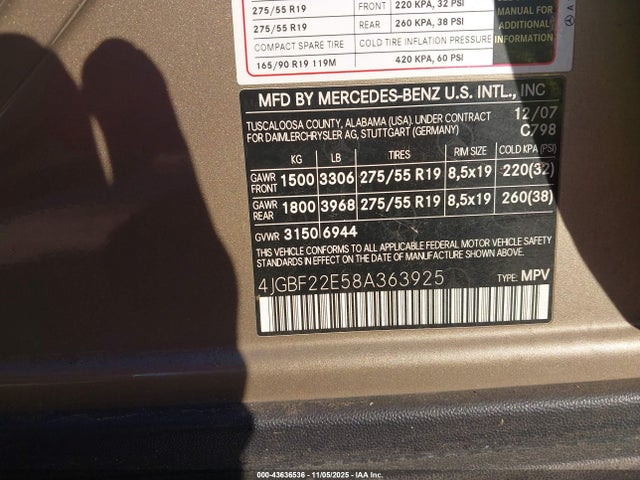 275/55 R19 FRONT 220 KPA, 32 PSI
275/55 R19 REAR 260 KPA, 38 PSI
COMPACT SPARE TIRE COLD TIRE INFLATION PRESSURE
165/90 R19 119M 420 KPA, 60 PSI
MANUAL FOR
ADDITIONAL
INFORMATION
A
MFD BY MERCEDES-BENZ U.S. INTL., INC
TUSCALOOSA COUNTY, ALABAMA (USA). UNDER CONTRACT 12/07
FOR DAIMLERCHRYSLER AG, STUTTGART (GERMANY) C798
KG LB TIRES RIM SIZE COLD KPA (PSI)
GAWR FRONT 1500 3306 275/55 R19 8,5x19 220(32)
GAWR REAR 1800 3968 275/55 R19 8,5x19 260(38)
GVWR 3150 6944
THIS VEHICLE CONFORMS TO ALL APPLICABLE FEDERAL MOTOR VEHICLE SAFETY
STANDARDS IN EFFECT ON THE DATE OF MANUFACTURE SHOWN ABOVE.
4JGBF22E58A363925 TYPE: MPV
000-43636536 - 11/05/2025 - IAA Inc.